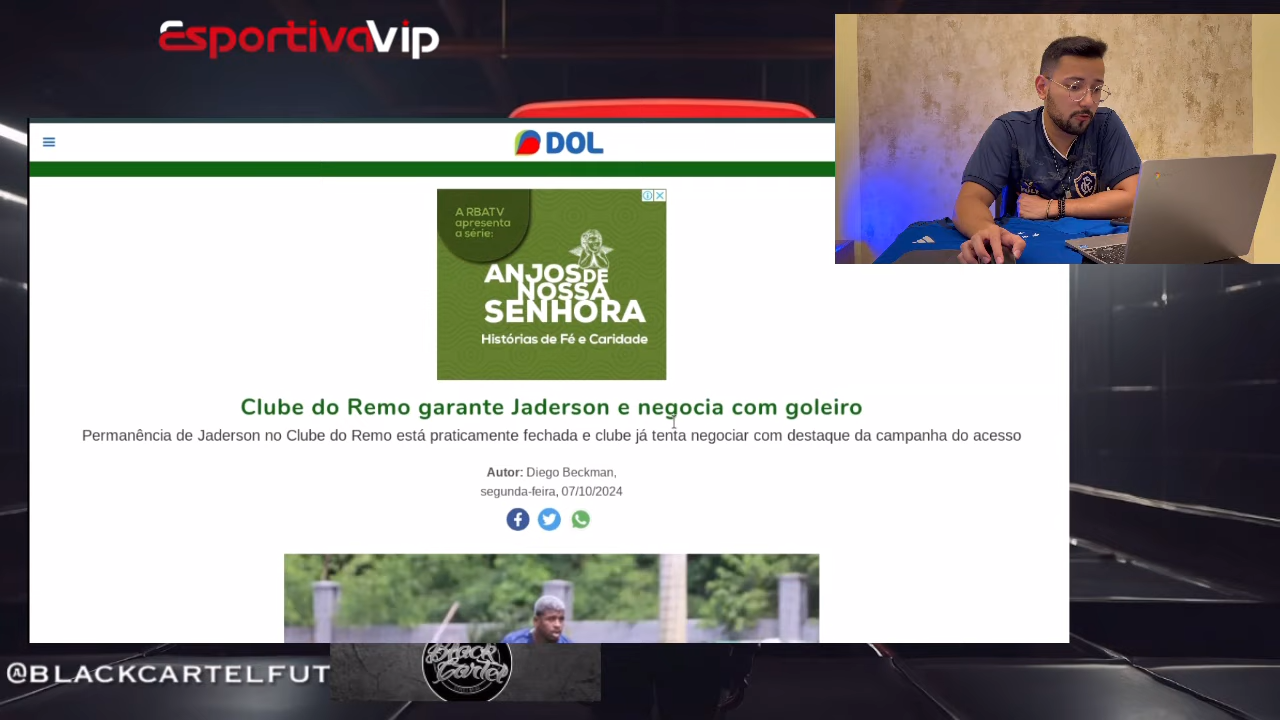 EsportivaVip
DOL
A RBATV
apresenta
a série:
ANJOS DE
NOSSA
SENHORA
Histórias de Fé e Caridade
Clube do Remo garante Jaderson e negocia com goleiro
Permanência de Jaderson no Clube do Remo está praticamente fechada e clube já tenta negociar com destaque da campanha do acesso
Autor: Diego Beckman,
segunda-feira, 07/10/2024
@BLACKCARTELFUT
Black
Cartel